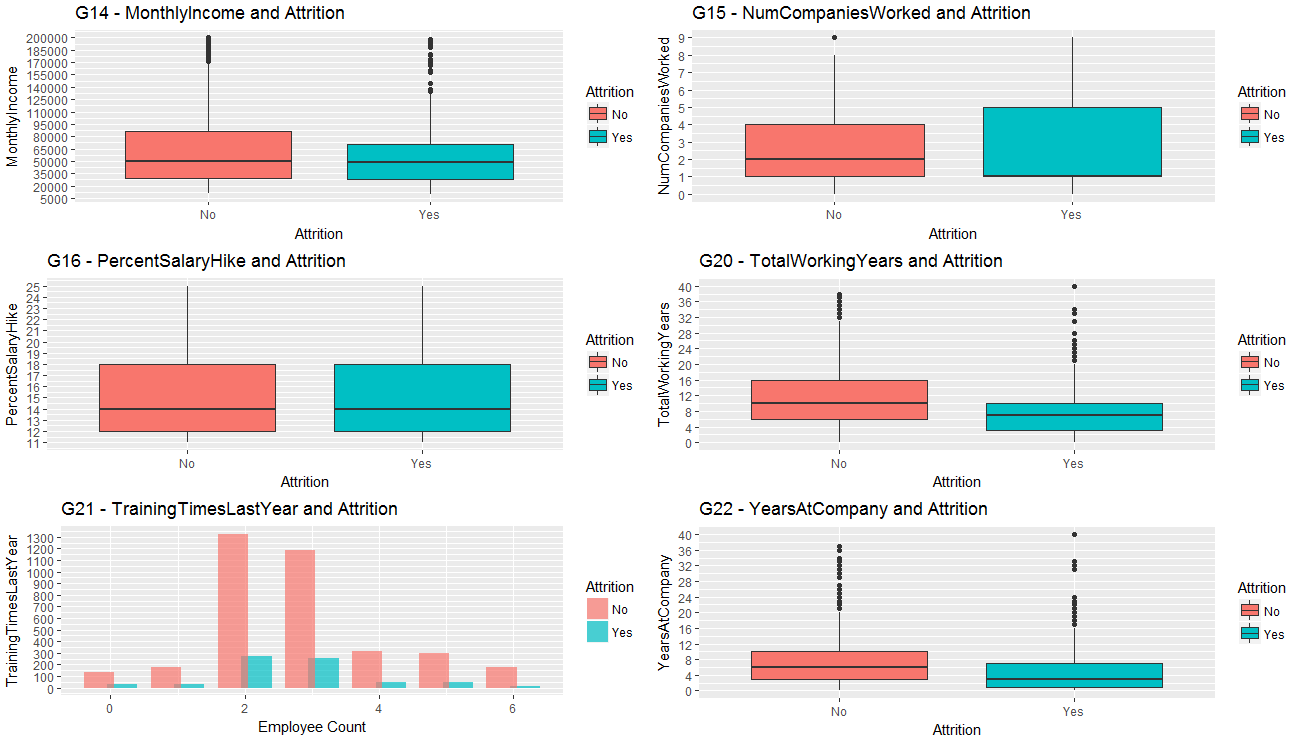 G14 - MonthlyIncome and Attrition
MonthlyIncome
200000
185000
170000
155000
140000
125000
110000
95000
80000
65000
50000
35000
20000
5000
No
Yes
Attrition
Attrition
No
Yes
G15 - NumCompaniesWorked and Attrition
NumCompaniesWorked
9
8
7
6
5
4
3
2
1
0
No
Yes
Attrition
Attrition
No
Yes
G16 - PercentSalaryHike and Attrition
PercentSalaryHike
25
24
23
22
21
20
19
18
17
16
15
14
13
12
11
No
Yes
Attrition
Attrition
No
Yes
G20 - TotalWorkingYears and Attrition
TotalWorkingYears
40
36
32
28
24
20
16
12
8
4
0
No
Yes
Attrition
Attrition
No
Yes
G21 - TrainingTimesLastYear and Attrition
TrainingTimesLastYear
1300
1200
1100
1000
900
800
700
600
500
400
300
200
100
0
0
2
4
6
Employee Count
Attrition
No
Yes
G22 - YearsAtCompany and Attrition
YearsAtCompany
40
36
32
28
24
20
16
12
8
4
0
No
Yes
Attrition
Attrition
No
Yes